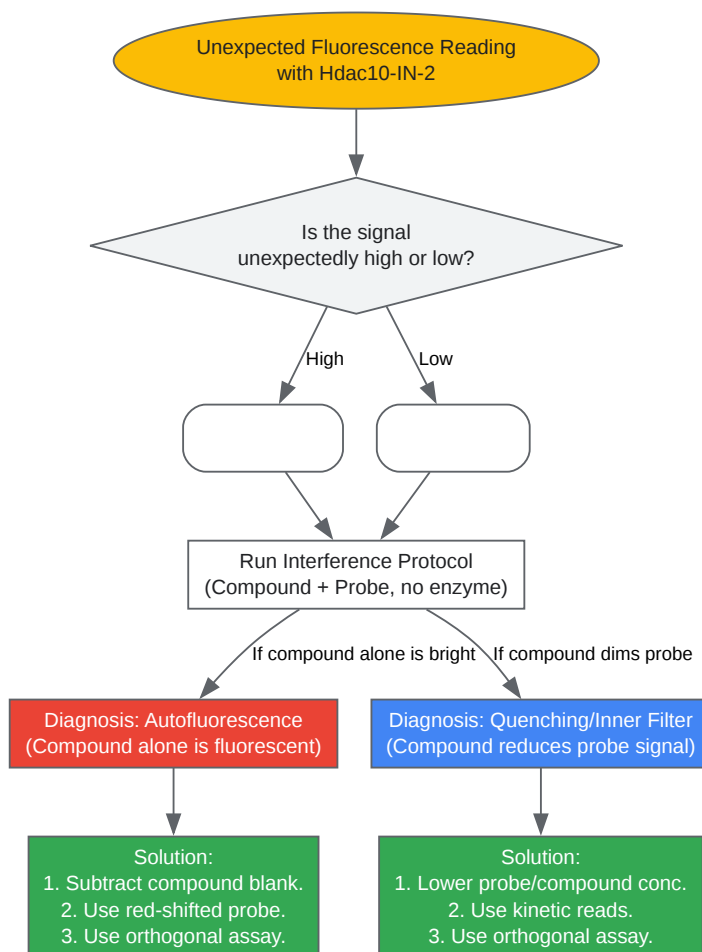 Unexpected Fluorescence Reading
with Hdac10-IN-2
Is the signal
unexpectedly high or low?
High
Low
Run Interference Protocol
(Compound + Probe, no enzyme)
If compound alone is bright
If compound dims probe
Diagnosis: Autofluorescence
(Compound alone is fluorescent)
Diagnosis: Quenching/Inner Filter
(Compound reduces probe signal)
Solution:
1. Subtract compound blank.
2. Use red-shifted probe.
3. Use orthogonal assay.
Solution:
1. Lower probe/compound conc.
2. Use kinetic reads.
3. Use orthogonal assay.